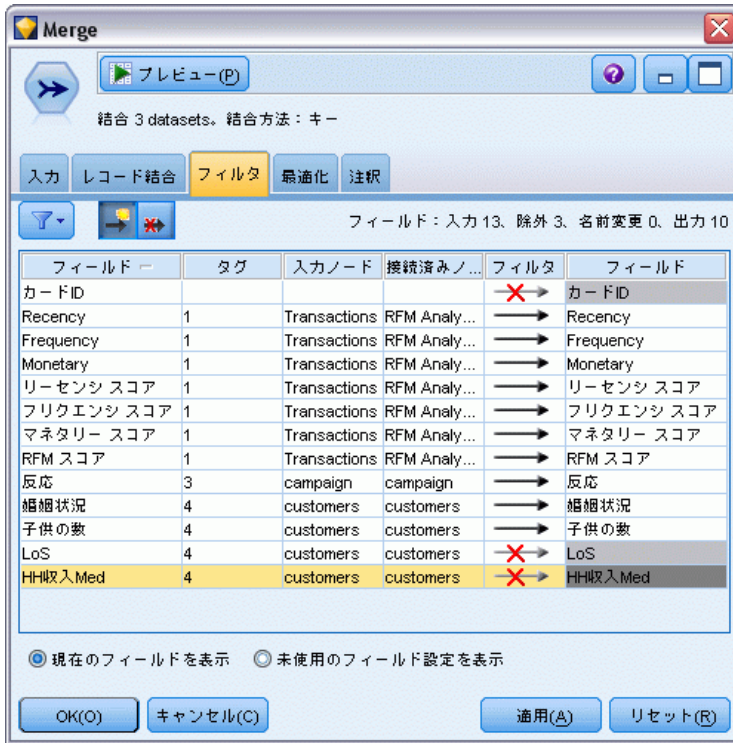 Merge
プレビュー(P)
結合 3 datasets。結合方法：キー
入力 レコード結合 フィルタ 最適化 注釈
フィールド：入力 13、除外 3、名前変更 0、出力 10
フィールド タグ 入力ノード 接続済みノ... フィルタ フィールド
カードID カードID
Recency 1 Transactions RFM Analy... Recency
Frequency 1 Transactions RFM Analy... Frequency
Monetary 1 Transactions RFM Analy... Monetary
リーセンシ スコア 1 Transactions RFM Analy... リーセンシ スコア
フリクエンシ スコア 1 Transactions RFM Analy... フリクエンシ スコア
マネタリー スコア 1 Transactions RFM Analy... マネタリー スコア
RFM スコア 1 Transactions RFM Analy... RFM スコア
反応 3 campaign campaign 反応
婚姻状況 4 customers customers 婚姻状況
子供の数 4 customers customers 子供の数
LoS 4 customers customers LoS
HH収入Med 4 customers customers HH収入Med
現在のフィールドを表示 未使用のフィールド設定を表示
OK(O) キャンセル(C) 適用(A) リセット(R)